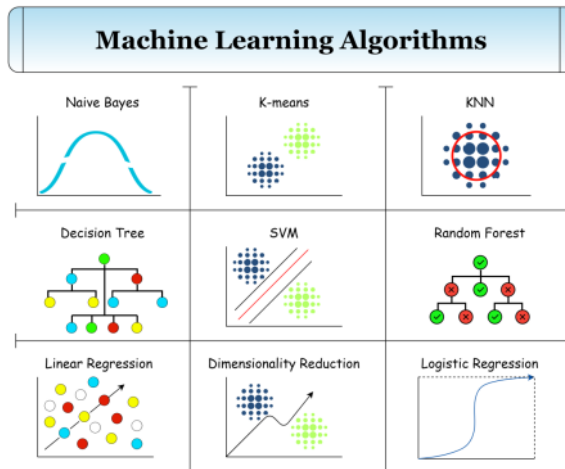 Machine Learning Algorithms
Naive Bayes
K-means
KNN
Decision Tree
SVM
Random Forest
Linear Regression
Dimensionality Reduction
Logistic Regression